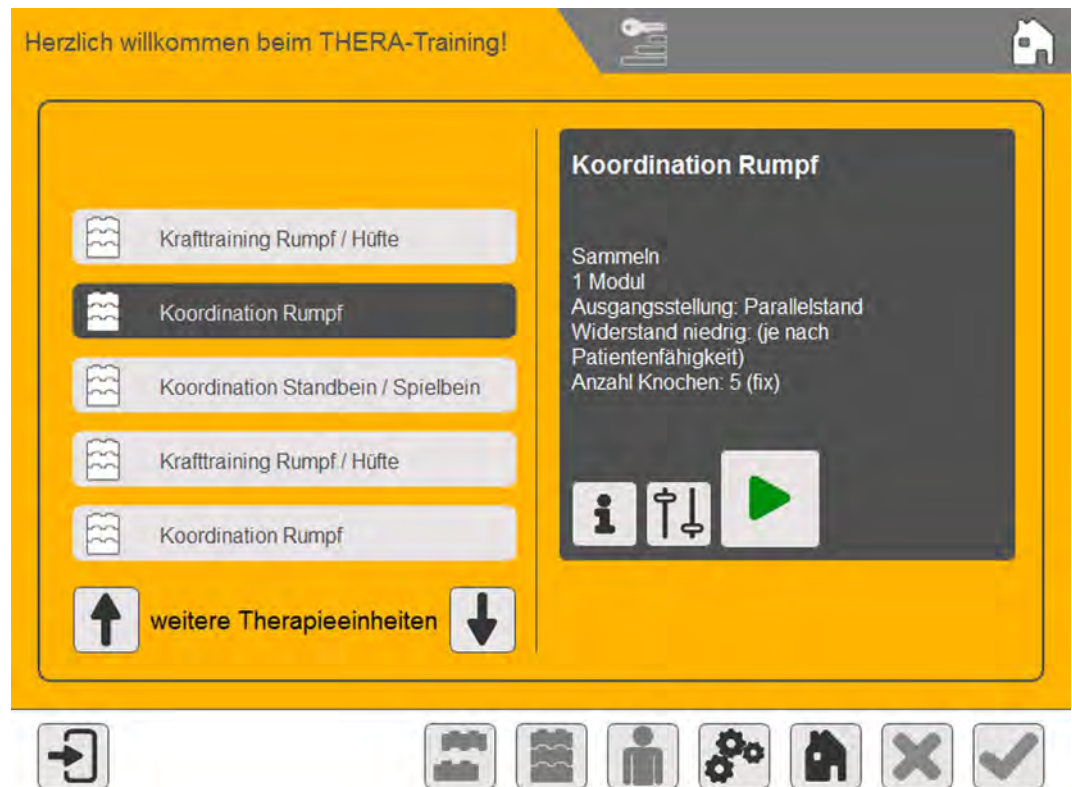 Herzlich willkommen beim THERA-Training!
Krafttraining Rumpf / Hüfte
Koordination Rumpf
Koordination Standbein / Spielbein
Krafttraining Rumpf / Hüfte
Koordination Rumpf
weitere Therapieeinheiten
Koordination Rumpf
Sammeln
1 Modul
Ausgangsstellung: Parallelstand
Widerstand niedrig: (je nach
Patientenfähigkeit)
Anzahl Knochen: 5 (fix)